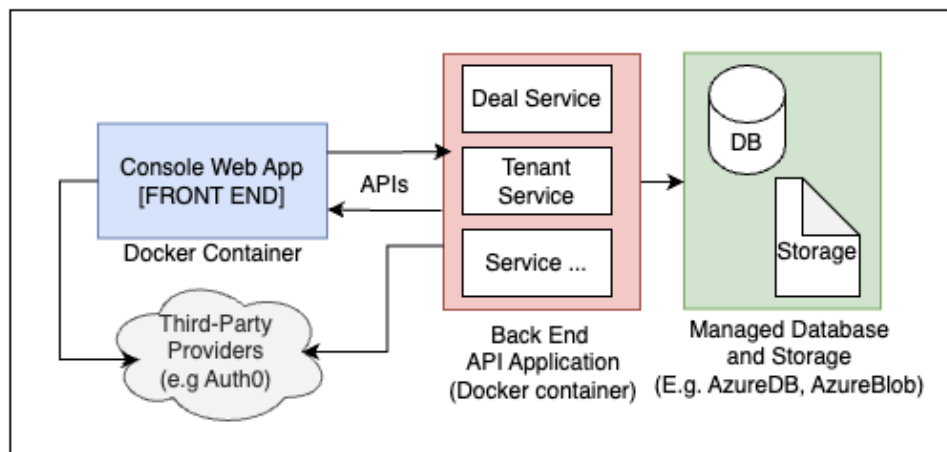 Console Web App
[FRONT END]
Docker Container
APIs
Third-Party
Providers
(e.g Auth0)
Deal Service
Tenant
Service
Service ...
Back End
API Application
(Docker container)
DB
Storage
Managed Database
and Storage
(E.g. AzureDB, AzureBlob)